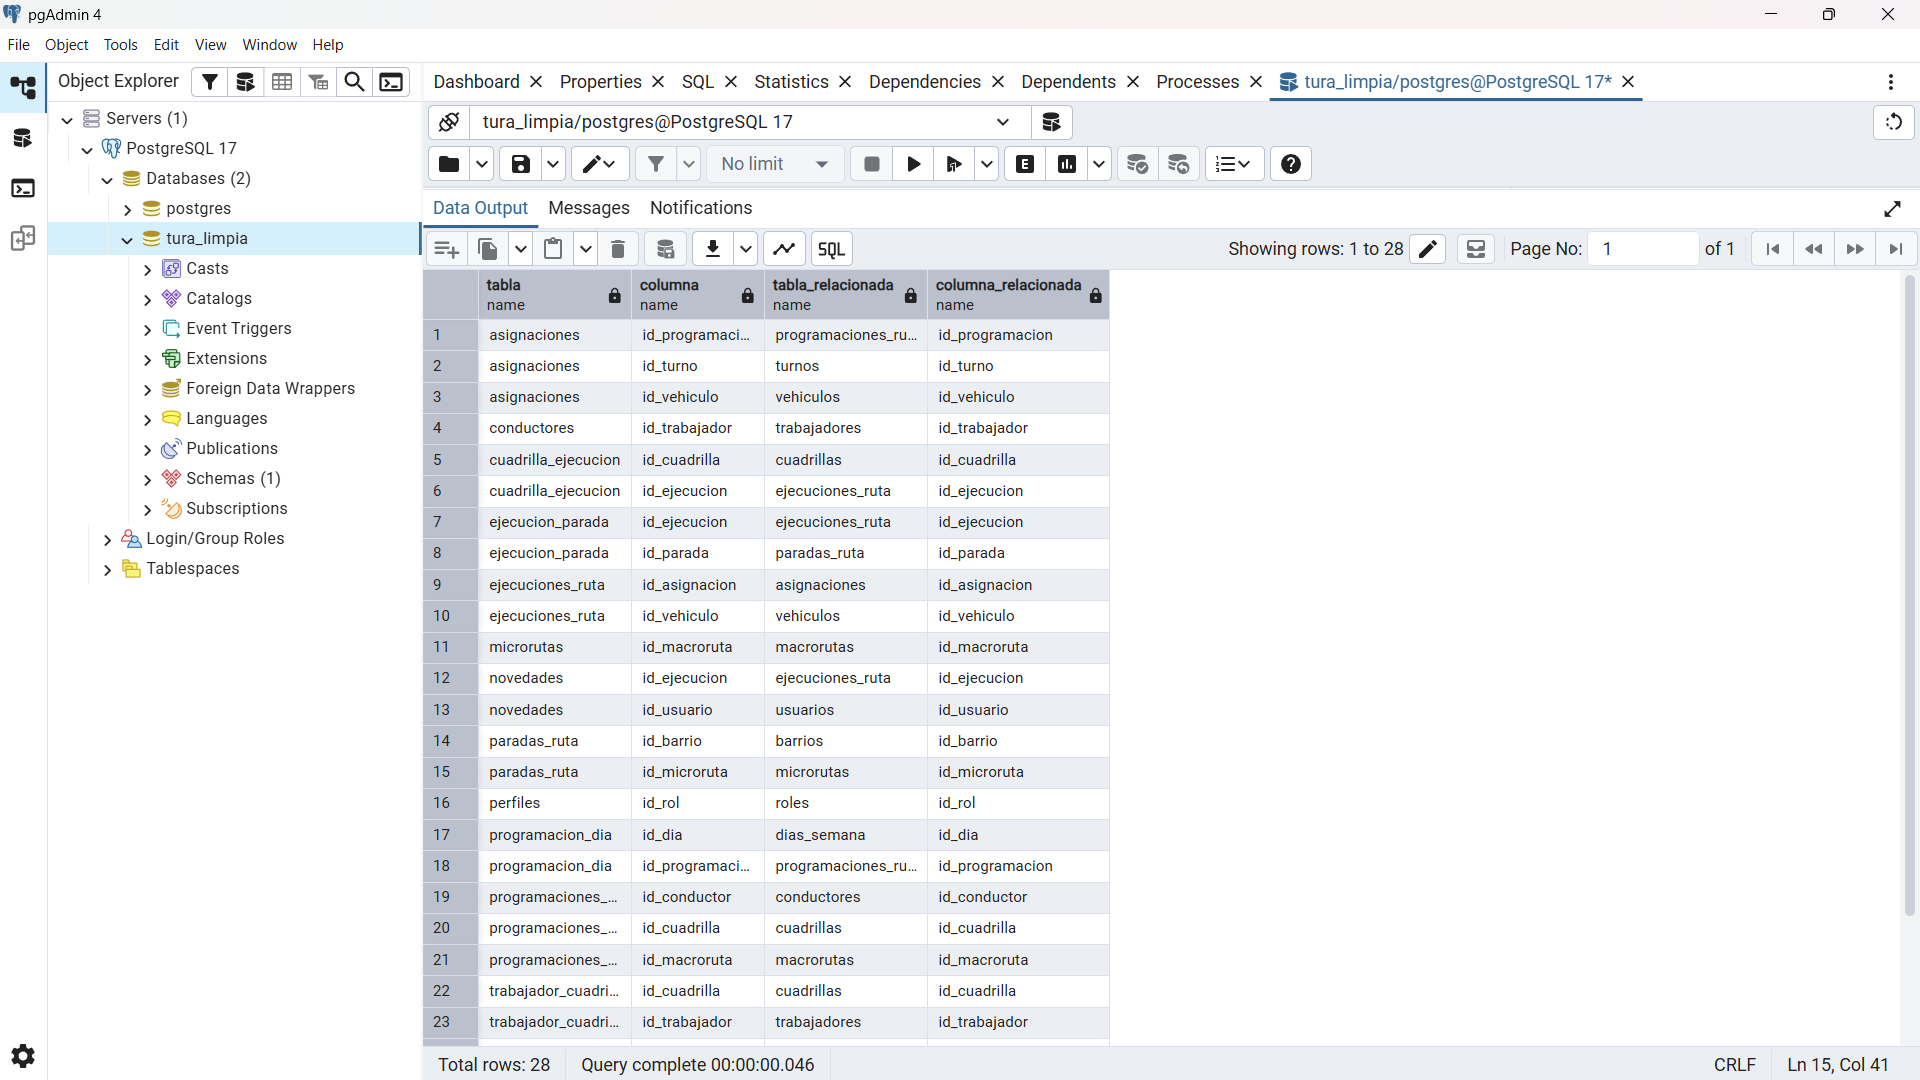 pgAdmin 4
File Object Tools Edit View Window Help
Object Explorer
Dashboard Properties SQL Statistics Dependencies Dependents Processes tura_limpia/postgres@PostgreSQL 17*
Servers (1)
PostgreSQL 17
Databases (2)
postgres
tura_limpia
Casts
Catalogs
Event Triggers
Extensions
Foreign Data Wrappers
Languages
Publications
Schemas (1)
Subscriptions
Login/Group Roles
Tablespaces
tura_limpia/postgres@PostgreSQL 17
No limit E
Data Output Messages Notifications
SQL Showing rows: 1 to 28 Page No: 1 of 1
tabla name columna name tabla_relacionada name columna_relacionada name
1 asignaciones id_programaci... programaciones_ru... id_programacion
2 asignaciones id_turno turnos id_turno
3 asignaciones id_vehiculo vehiculos id_vehiculo
4 conductores id_trabajador trabajadores id_trabajador
5 cuadrilla_ejecucion id_cuadrilla cuadrillas id_cuadrilla
6 cuadrilla_ejecucion id_ejecucion ejecuciones_ruta id_ejecucion
7 ejecucion_parada id_ejecucion ejecuciones_ruta id_ejecucion
8 ejecucion_parada id_parada paradas_ruta id_parada
9 ejecuciones_ruta id_asignacion asignaciones id_asignacion
10 ejecuciones_ruta id_vehiculo vehiculos id_vehiculo
11 microrutas id_macroruta macrorutas id_macroruta
12 novedades id_ejecucion ejecuciones_ruta id_ejecucion
13 novedades id_usuario usuarios id_usuario
14 paradas_ruta id_barrio barrios id_barrio
15 paradas_ruta id_microruta microrutas id_microruta
16 perfiles id_rol roles id_rol
17 programacion_dia id_dia dias_semana id_dia
18 programacion_dia id_programaci... programaciones_ru... id_programacion
19 programaciones_... id_conductor conductores id_conductor
20 programaciones_... id_cuadrilla cuadrillas id_cuadrilla
21 programaciones_... id_macroruta macrorutas id_macroruta
22 trabajador_cuadri... id_cuadrilla cuadrillas id_cuadrilla
23 trabajador_cuadri... id_trabajador trabajadores id_trabajador
Total rows: 28 Query complete 00:00:00.046 CRLF Ln 15, Col 41